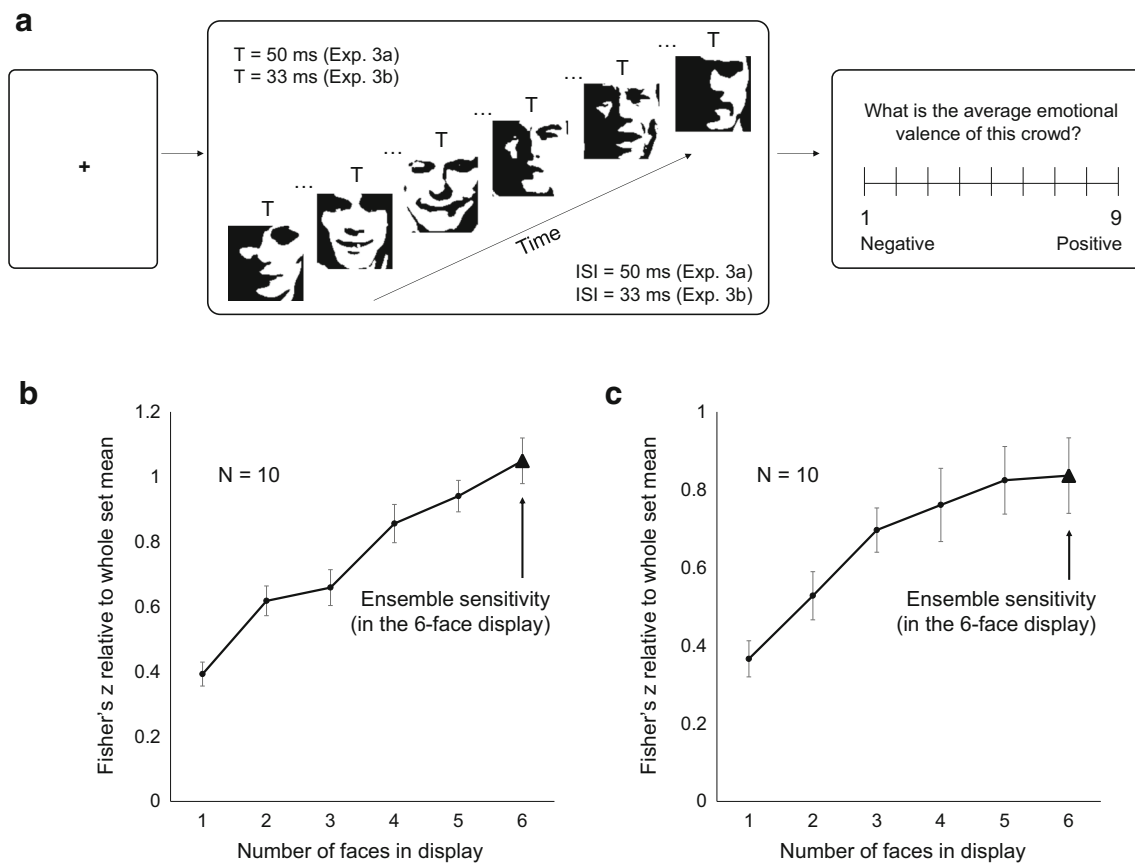 a
T = 50 ms (Exp. 3a)
T = 33 ms (Exp. 3b)
+
T
... T
... T
... T
... T
... T
Time
ISI = 50 ms (Exp. 3a)
ISI = 33 ms (Exp. 3b)
What is the average emotional
valence of this crowd?
1 9
Negative Positive
b
Fisher's z relative to whole set mean
1.2
1
0.8
0.6
0.4
0.2
0
N = 10
Ensemble sensitivity
(in the 6-face display)
1 2 3 4 5 6
Number of faces in display
c
Fisher's z relative to whole set mean
1
0.8
0.6
0.4
0.2
0
N = 10
Ensemble sensitivity
(in the 6-face display)
1 2 3 4 5 6
Number of faces in display